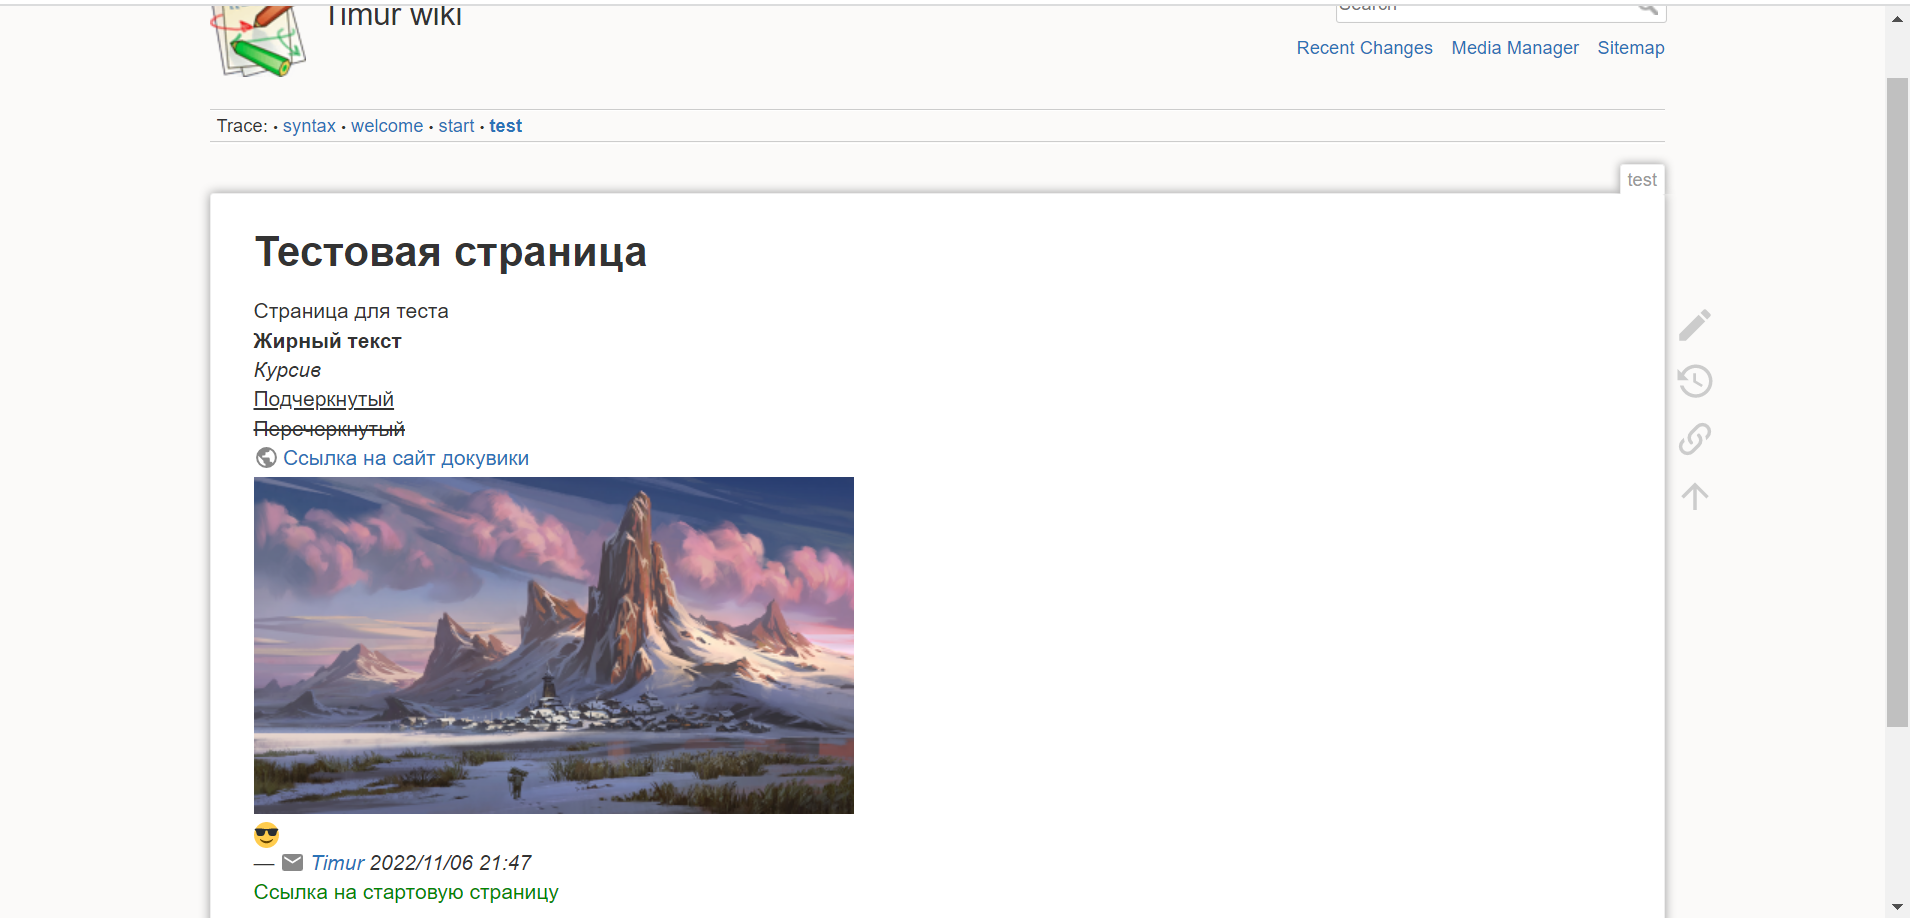 Timur wiki
Search
Recent Changes Media Manager Sitemap
Trace: • syntax • welcome • start • test
test
Тестовая страница
Страница для теста
Жирный текст
Курсив
Подчеркнутый
Перечеркнутый
Ссылка на сайт докувики
— Timur 2022/11/06 21:47
Ссылка на стартовую страницу